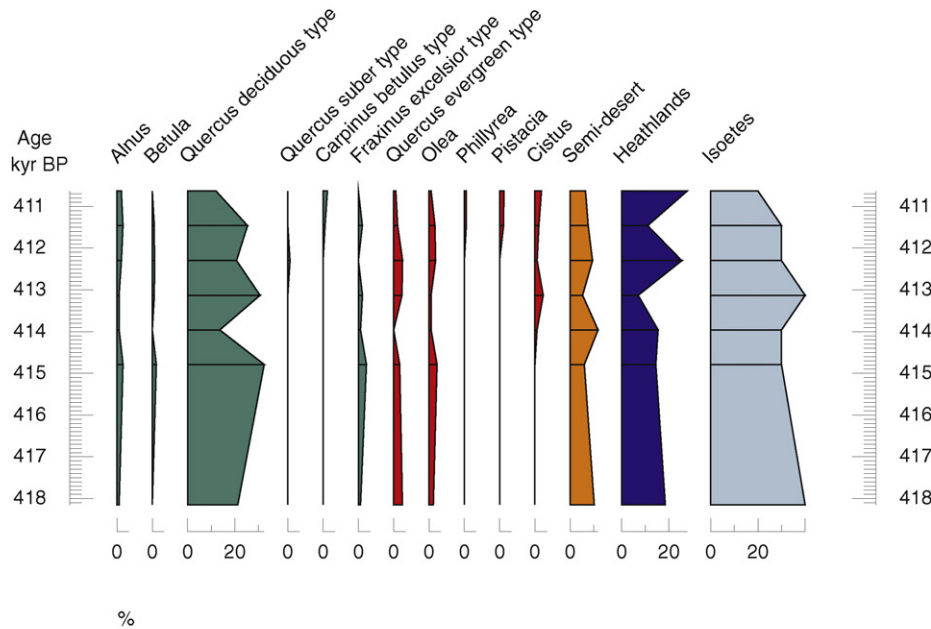 Age
kyr BP
Alnus
Betula
Quercus deciduous type
Quercus suber type
Carpinus betulus type
Fraxinus excelsior type
Quercus evergreen type
Olea
Phillyrea
Pistacia
Cistus
Semi-desert
Heathlands
Isoetes
411 411
412 412
413 413
414 414
415 415
416 416
417 417
418 418
0 0 0 20 0 0 0 0 0 0 0 0 0 0 20 0 20
%